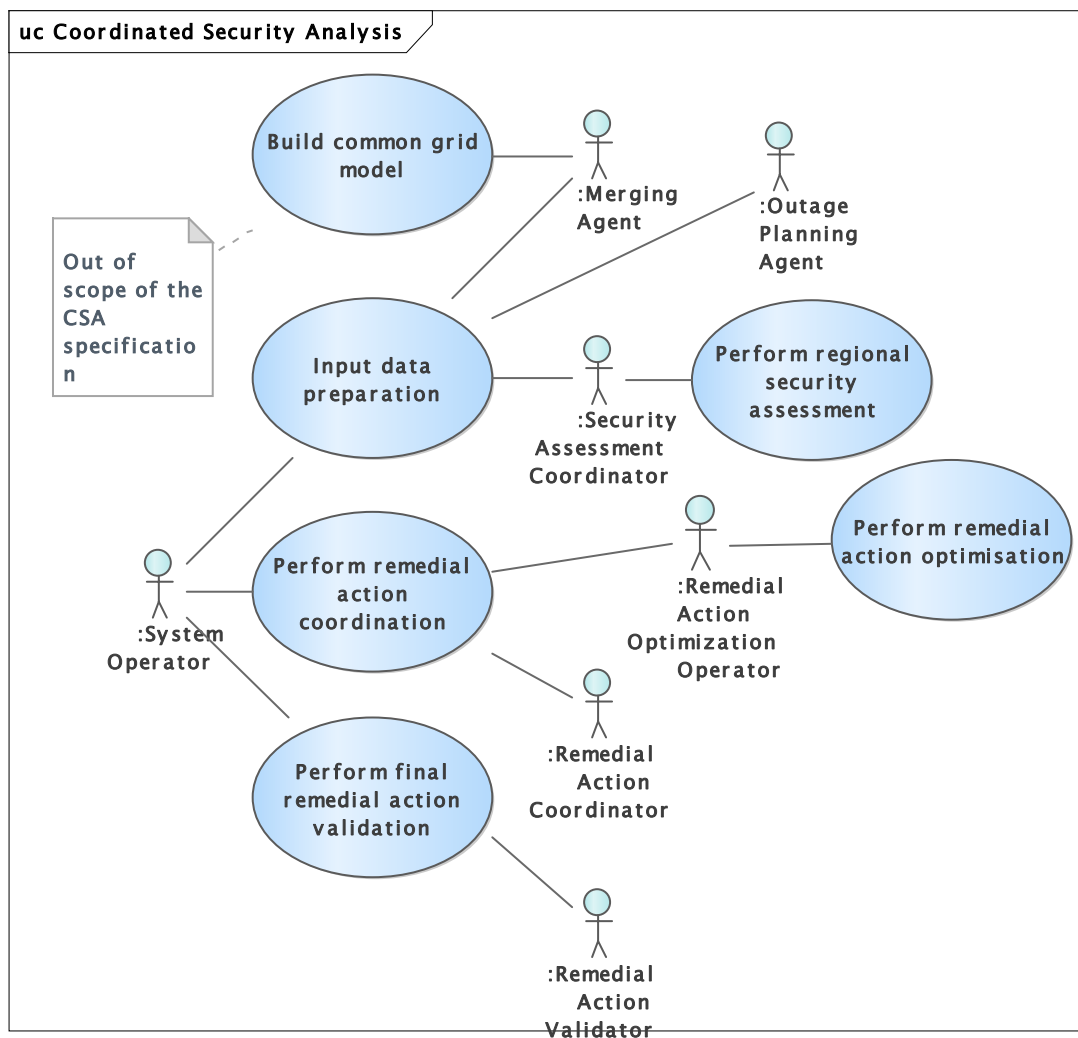 uc Coordinated Security Analysis
Build common grid
model
:Merging
Agent
:Outage
Planning
Agent
Out of
scope of the
CSA
specificatio
n
Input data
preparation
:Security
Assessment
Coordinator
Perform regional
security
assessment
Perform remedial
action optimisation
:Remedial
Action
Optimization
Operator
Perform remedial
action
coordination
:System
Operator
:Remedial
Action
Coordinator
Perform final
remedial action
validation
:Remedial
Action
Validator